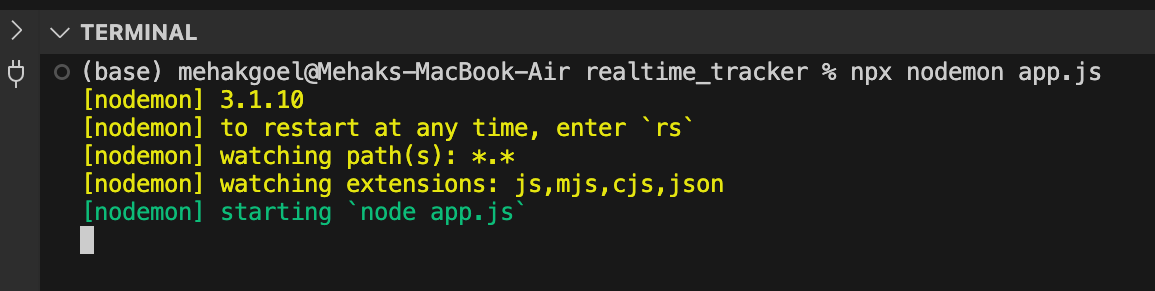 TERMINAL
(base) mehakgoel@Mehaks-MacBook-Air realtime_tracker % npx nodemon app.js
[nodemon] 3.1.10
[nodemon] to restart at any time, enter `rs`
[nodemon] watching path(s): *.*
[nodemon] watching extensions: js,mjs,cjs,json
[nodemon] starting `node app.js`